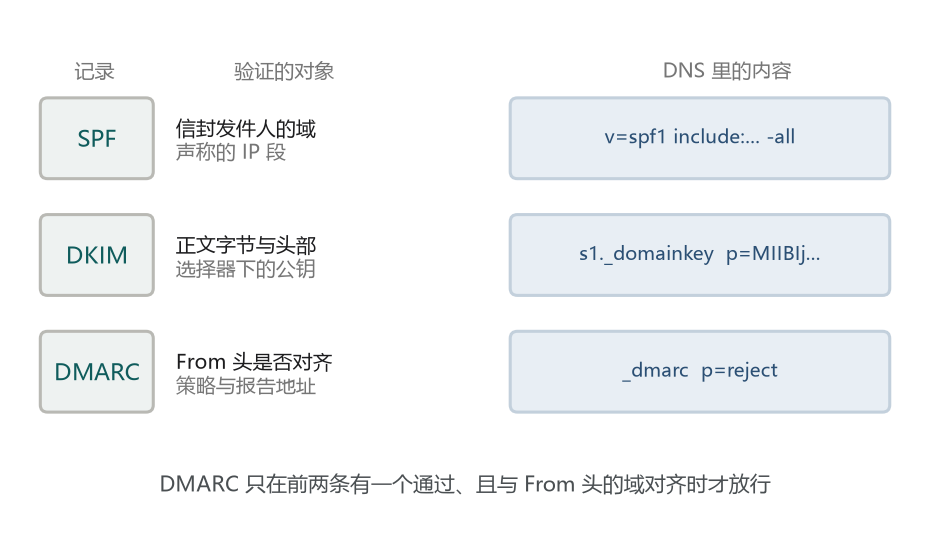 记录
验证的对象
DNS 里的内容
SPF
信封发件人的域
声称的 IP 段
v=spf1 include:... -all
DKIM
正文字节与头部
选择器下的公钥
s1._domainkey  p=MIIBIj...
DMARC
From 头是否对齐
策略与报告地址
_dmarc  p=reject
DMARC 只在前两条有一个通过、且与 From 头的域对齐时才放行